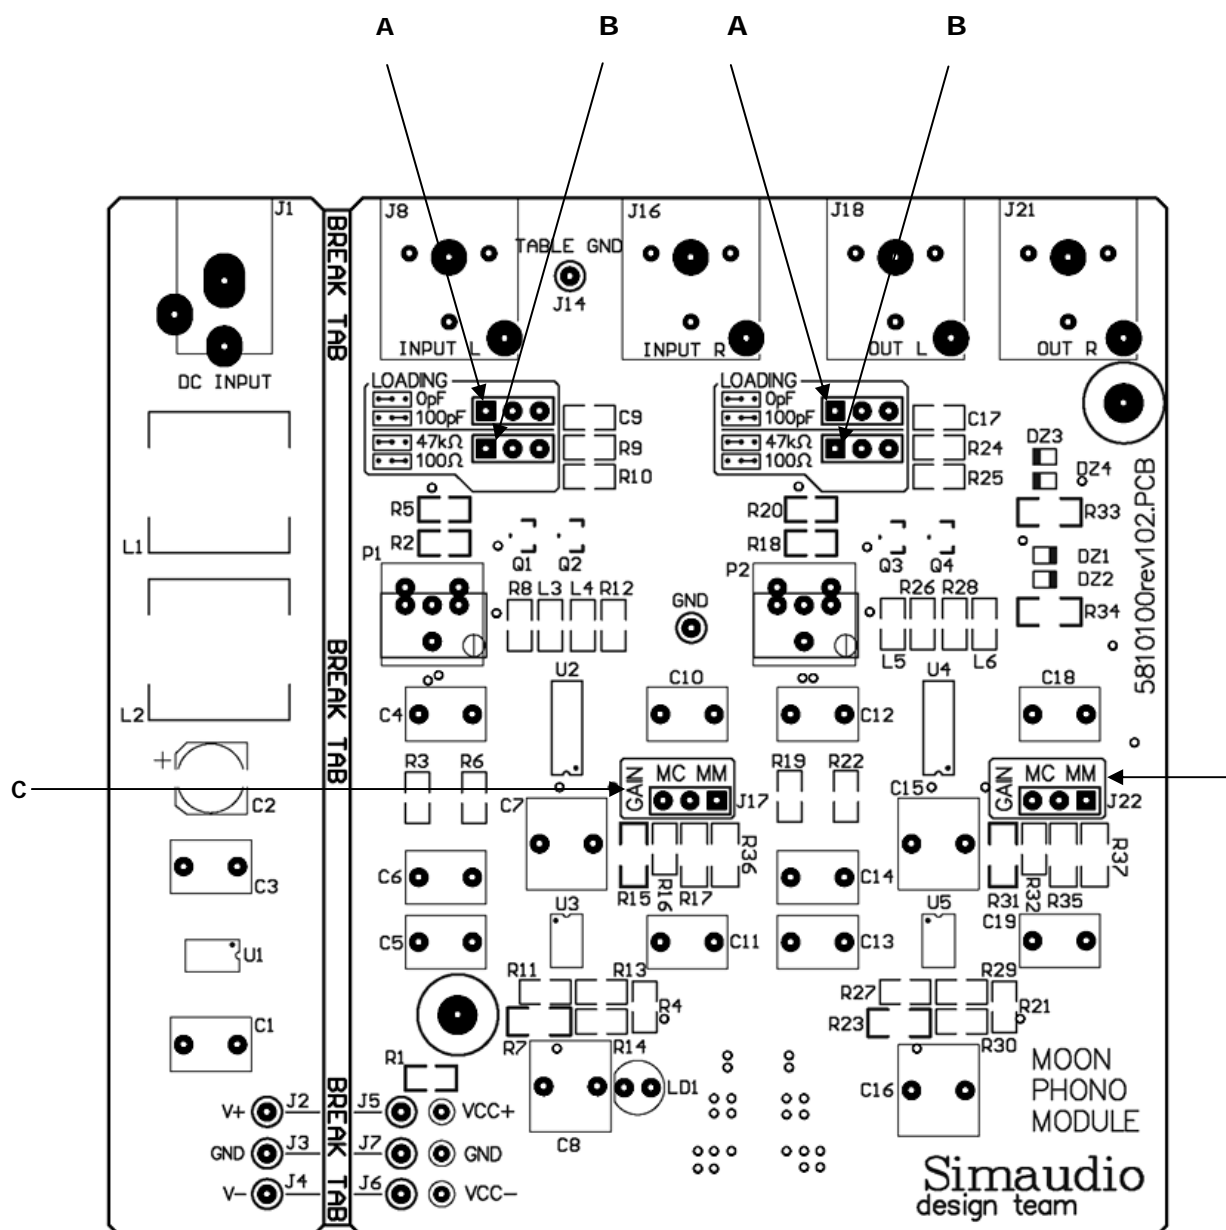 A B A B
J1 J8 J16 J18 J21
BREAK TAB
TABLE GND
J14
INPUT L INPUT R OUT L OUT R
DC INPUT
LOADING LOADING
0pF 0pF
100pF C9 100pF C17
47kΩ R9 47kΩ R24
100Ω R10 100Ω R25
DZ3
DZ4
5810100rev102.PCB
R5 R20 R33
R2 R18
L1 P1 Q1 Q2 P2 Q3 Q4 DZ1
DZ2
R8 L3 L4 R12 GND R26 R28 R34
L5 L6
BREAK TAB
U2 C10 U4 C18
L2 C4 C12
+ R3 R6 R19 R22
C GAIN MC MM J17 GAIN MC MM J22
C2 C7 C15
C3 C6 R15 R16 R17 R36 C14 R31 R32 R35 R37
U3 U5 C19
U1 C5 C11 C13
R11 R13 R27 R29
R4 R21
C1 R7 R14 R23 R30
R1
MOON
PHONO
MODULE
LD1 C16
BREAK TAB
V+ J2 J5 VCC+
C8
GND J3 J7 GND
V- J4 J6 VCC-
Simaudio
design team